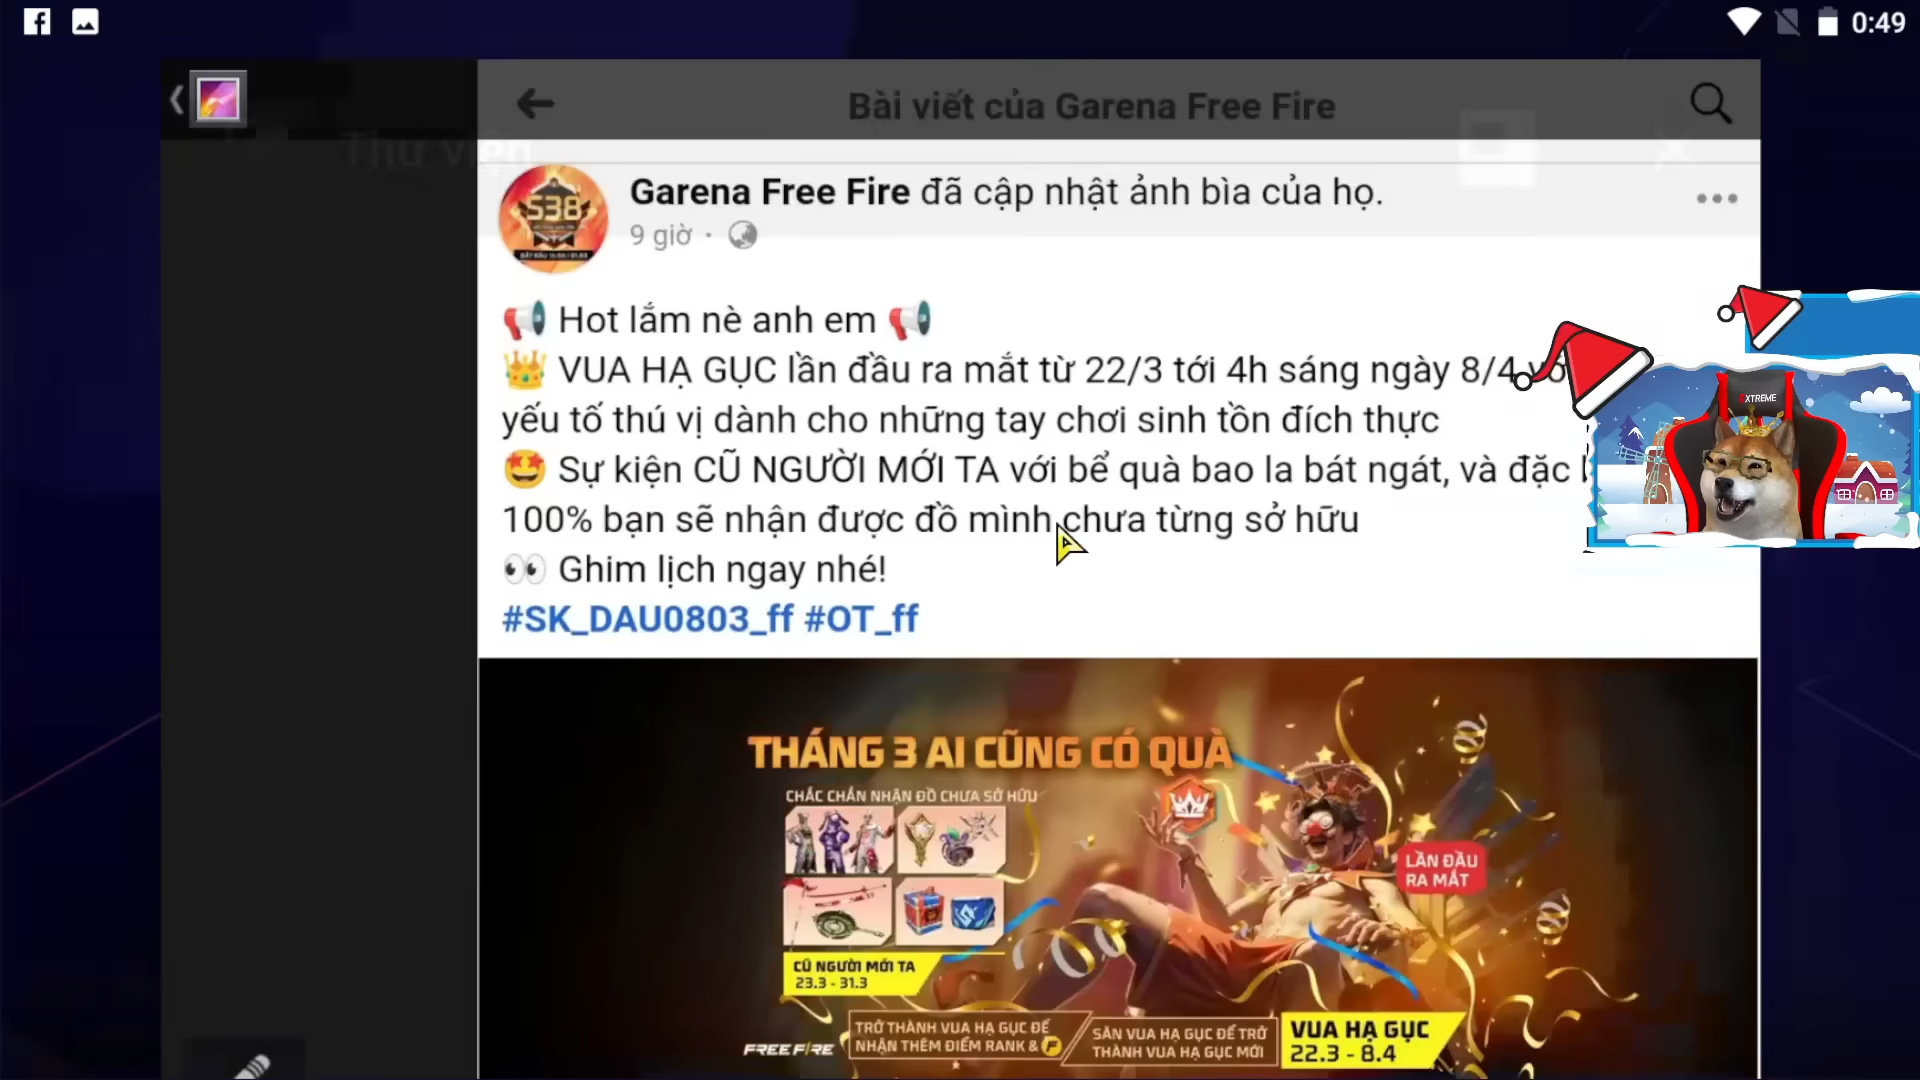 0:49
Bài viết của Garena Free Fire
Thư viện
S38
Garena Free Fire đã cập nhật ảnh bìa của họ.
9 giờ ·
Hot lắm nè anh em
VUA HẠ GỤC lần đầu ra mắt từ 22/3 tới 4h sáng ngày 8/4
yếu tố thú vị dành cho những tay chơi sinh tồn đích thực
Sự kiện CŨ NGƯỜI MỚI TA với bể quà bao la bát ngát, và đặc
100% bạn sẽ nhận được đồ mình chưa từng sở hữu
Ghim lịch ngay nhé!
#SK_DAU0803_ff #OT_ff
EXTREME
THÁNG 3 AI CŨNG CÓ QUÀ
CHẮC CHẮN NHẬN ĐỒ CHƯA SỞ HỮU
LẦN ĐẦU
RA MẮT
CŨ NGƯỜI MỚI TA
23.3 - 31.3
FREE FIRE
TRỞ THÀNH VUA HẠ GỤC ĐỂ
NHẬN THÊM ĐIỂM RANK &
SĂN VUA HẠ GỤC ĐỂ TRỞ
THÀNH VUA HẠ GỤC MỚI
VUA HẠ GỤC
22.3 - 8.4